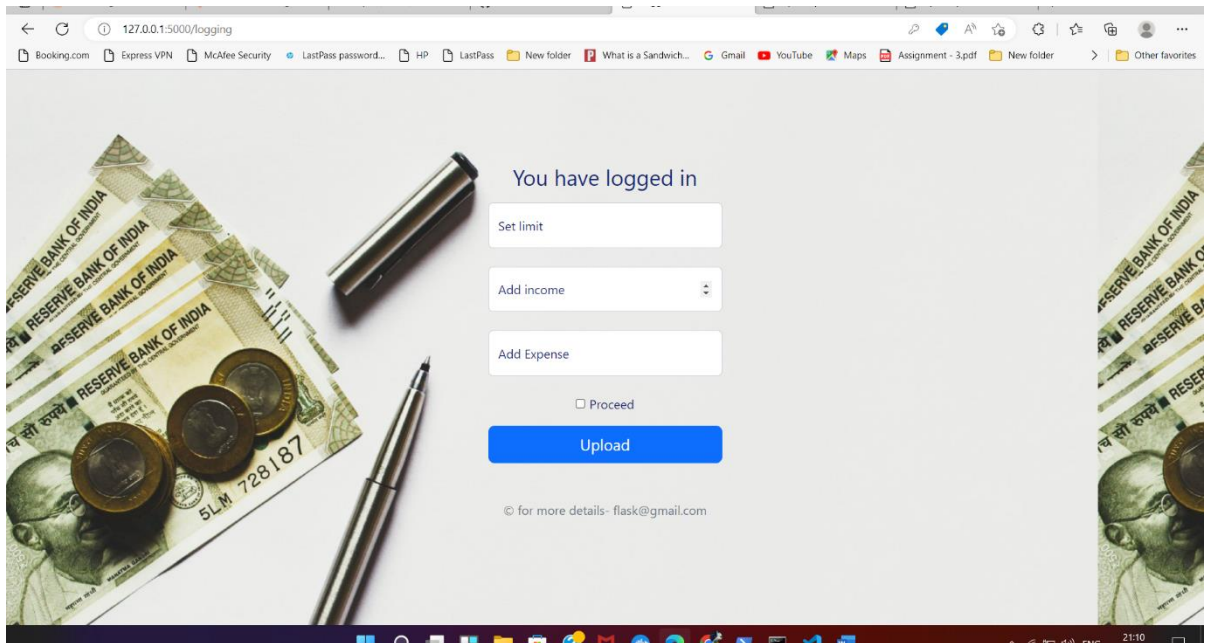 127.0.0.1:5000/logging
Booking.com Express VPN McAfee Security LastPass password... HP LastPass New folder What is a Sandwich... Gmail YouTube Maps Assignment - 3.pdf New folder Other favorites
You have logged in
Set limit
Add income
Add Expense
Proceed
Upload
© for more details- flask@gmail.com
RESERVE BANK OF INDIA
RESERVE BANK OF INDIA
RESERVE BANK OF INDIA
RESERVE BANK OF INDIA
5LM 728187
21:10